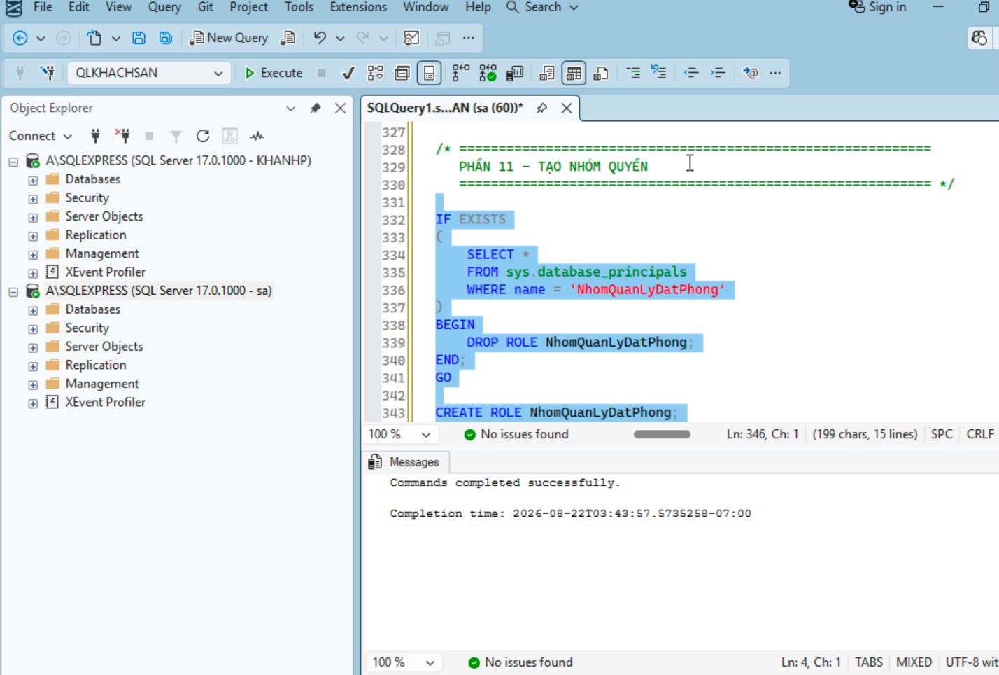 File Edit View Query Git Project Tools Extensions Window Help Search Sign in
New Query
QLKHACHSAN Execute
Object Explorer
Connect
A\SQLEXPRESS (SQL Server 17.0.1000 - KHANHP)
Databases
Security
Server Objects
Replication
Management
XEvent Profiler
A\SQLEXPRESS (SQL Server 17.0.1000 - sa)
Databases
Security
Server Objects
Replication
Management
XEvent Profiler
SQLQuery1.s...AN (sa (60))*
327
328 /* ============================================================
329 PHẦN 11 - TẠO NHÓM QUYỀN
330 ============================================================ */
331
332 IF EXISTS
333 (
334 SELECT *
335 FROM sys.database_principals
336 WHERE name = 'NhomQuanLyDatPhong'
337 )
338 BEGIN
339 DROP ROLE NhomQuanLyDatPhong;
340 END;
341 GO
342
343 CREATE ROLE NhomQuanLyDatPhong;
100 % No issues found Ln: 346, Ch: 1 (199 chars, 15 lines) SPC CRLF
Messages
Commands completed successfully.
Completion time: 2026-08-22T03:43:57.5735258-07:00
100 % No issues found Ln: 4, Ch: 1 TABS MIXED UTF-8 wit